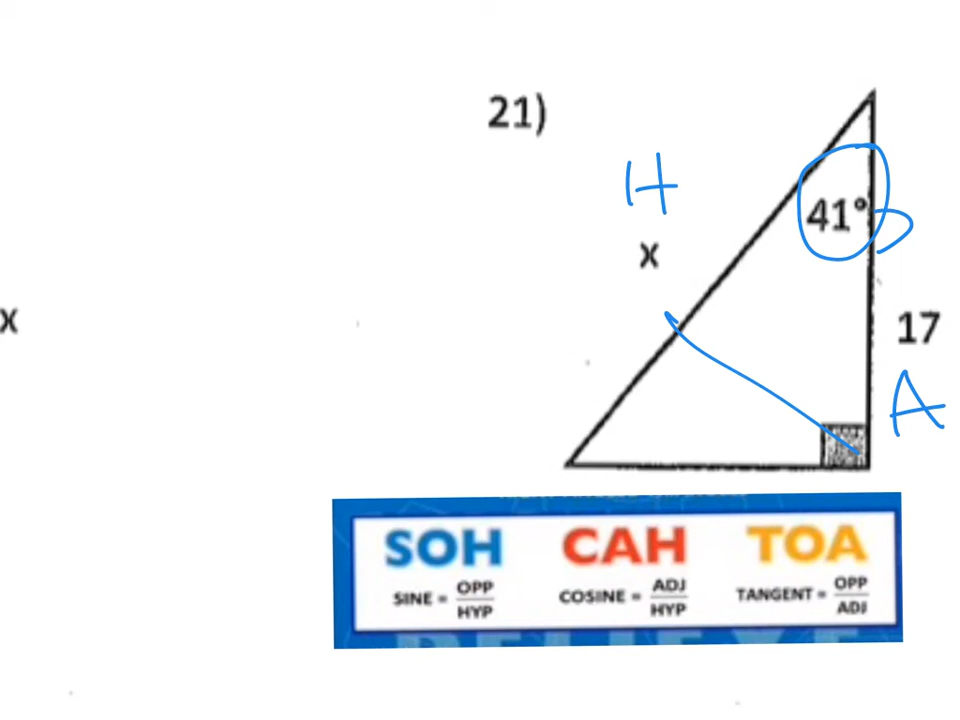 21)
H
41°
x
x
17
A
SOH CAH TOA
SINE = OPP/HYP COSINE = ADJ/HYP TANGENT = OPP/ADJ